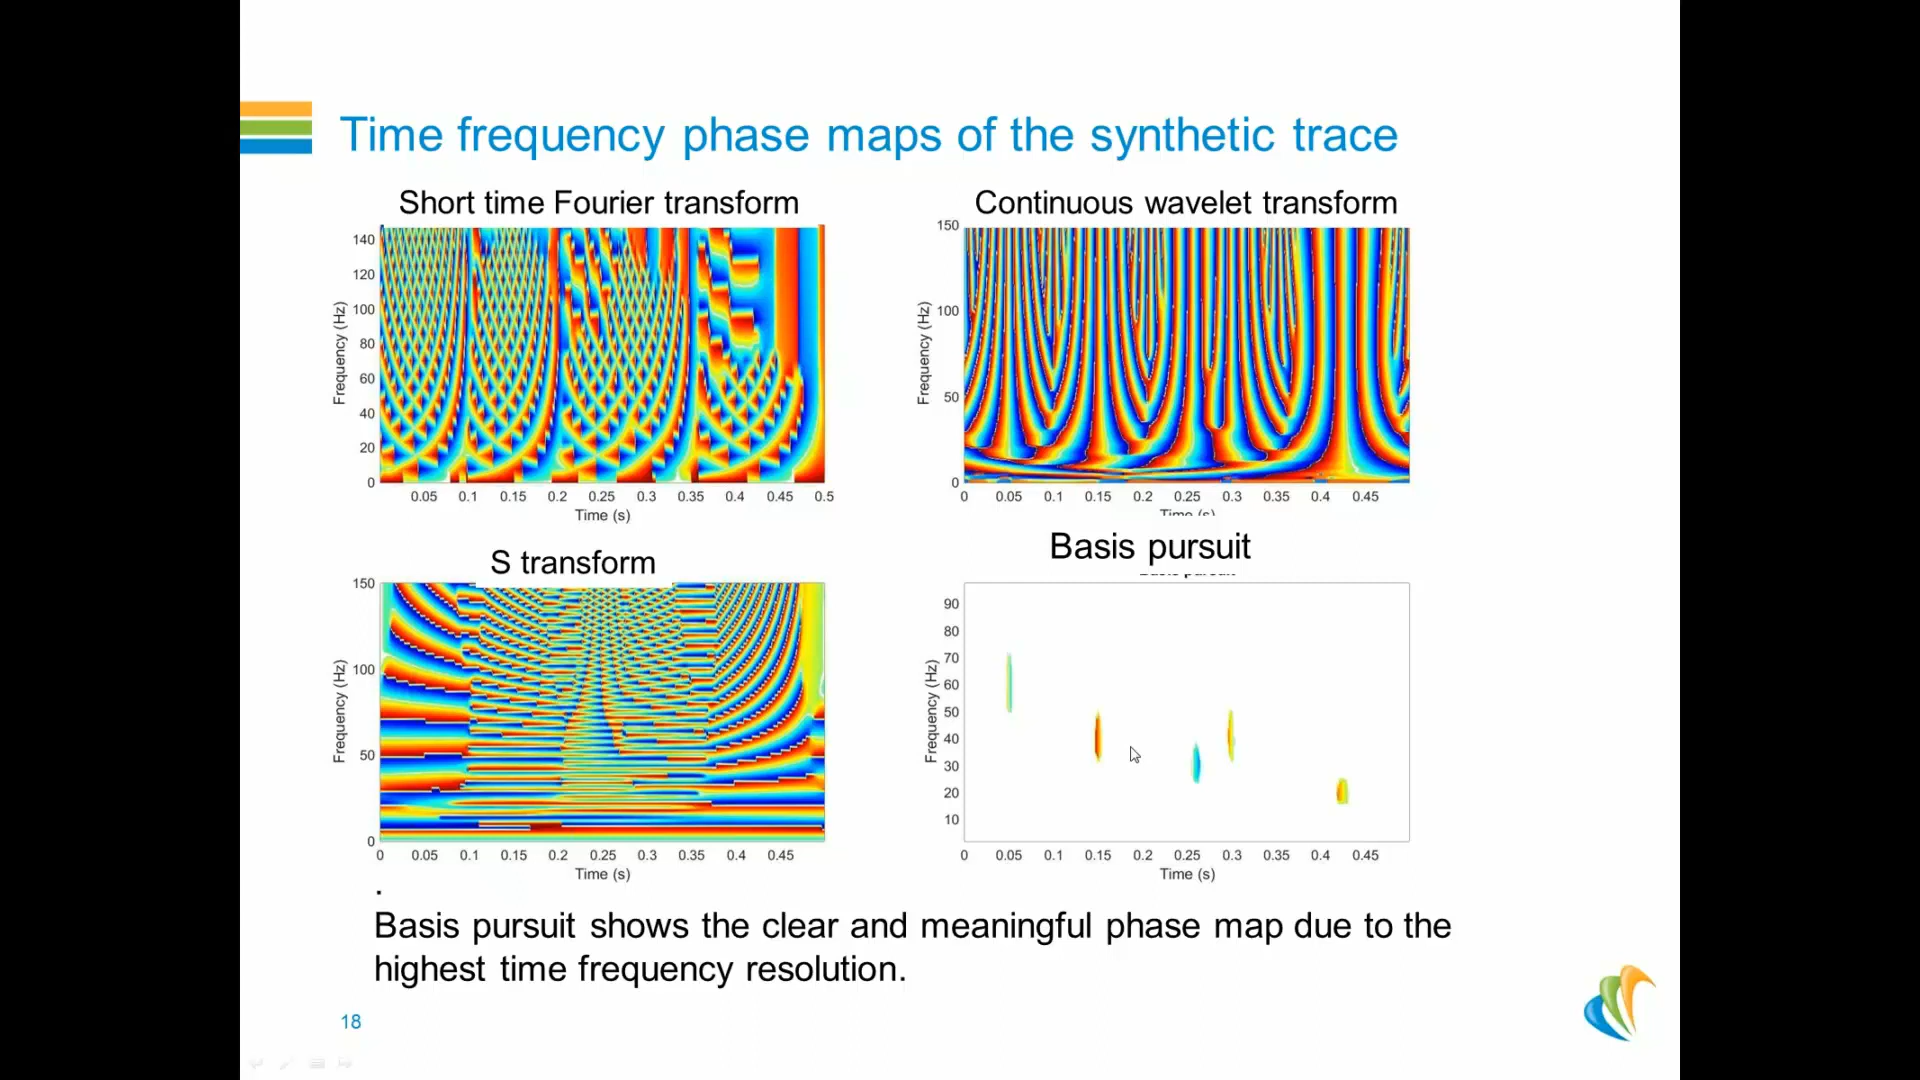 Time frequency phase maps of the synthetic trace
Short time Fourier transform
140
120
100
80
60
40
20
0
Frequency (Hz)
0.05 0.1 0.15 0.2 0.25 0.3 0.35 0.4 0.45 0.5
Time (s)
Continuous wavelet transform
150
100
50
0
Frequency (Hz)
0 0.05 0.1 0.15 0.2 0.25 0.3 0.35 0.4 0.45
Time (s)
S transform
150
100
50
0
Frequency (Hz)
0 0.05 0.1 0.15 0.2 0.25 0.3 0.35 0.4 0.45
Time (s)
Basis pursuit
90
80
70
60
50
40
30
20
10
Frequency (Hz)
0 0.05 0.1 0.15 0.2 0.25 0.3 0.35 0.4 0.45
Time (s)
.
Basis pursuit shows the clear and meaningful phase map due to the
highest time frequency resolution.
18